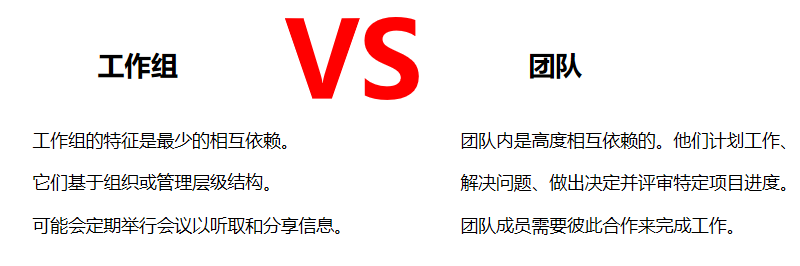 工作组
VS
团队
工作组的特征是最少的相互依赖。
它们基于组织或管理层级结构。
可能会定期举行会议以听取和分享信息。
团队内是高度相互依赖的。他们计划工作、
解决问题、做出决定并评审特定项目进度。
团队成员需要彼此合作来完成工作。